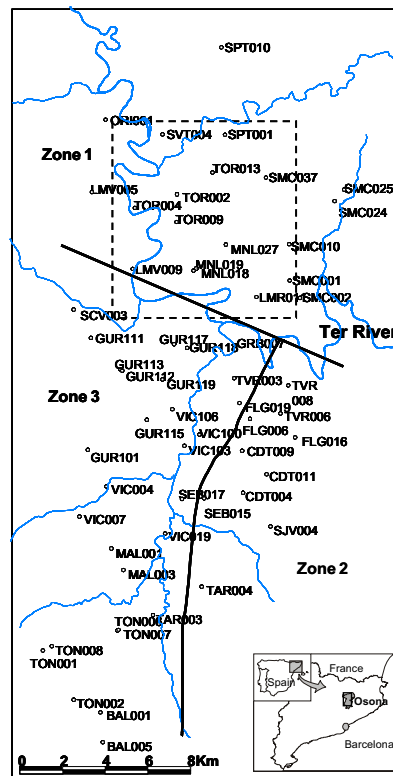 SPT010
ORI001
SVT004
SPT001
Zone 1
TOR013
SMC037
LMV005
TOR002
SMC025
TOR004
SMC024
TOR009
MNL027
SMC010
MNL019
LMV009
MNL018
SMC001
LMR01
SMC002
SCV003
Ter River
GUR111
GUR117
GUR118
GRB007
GUR113
GUR112
GUR119
TVR003
TVR
008
Zone 3
VIC106
FLG019
TVR006
GUR115
VIC100
FLG006
FLG016
VIC103
CDT009
GUR101
CDT011
VIC004
SEB017
CDT004
VIC007
SEB015
VIC019
SJV004
MAL001
Zone 2
MAL003
TAR004
TAR003
TON007
TON008
TON001
France
Spain
TON002
Osona
BAL001
Barcelona
BAL005
0 2 4 8Km